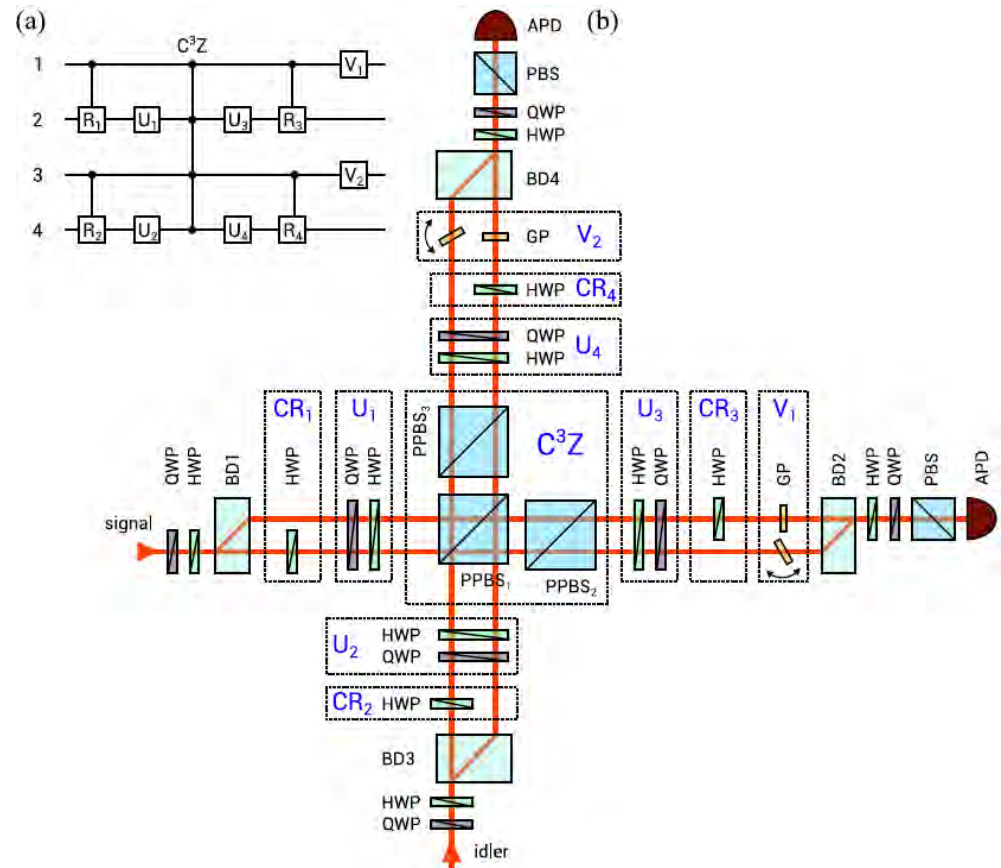 (a)
C³Z
1
V₁
2
R₁
U₁
U₃
R₃
3
V₂
4
R₂
U₂
U₄
R₄
(b)
APD
PBS
QWP
HWP
BD4
GP
V₂
HWP
CR₄
QWP
U₄
HWP
PPBS₃
C³Z
PPBS₁
PPBS₂
signal
QWP
HWP
BD1
CR₁
HWP
U₁
QWP
HWP
U₃
HWP
QWP
CR₃
HWP
V₁
GP
BD2
HWP
QWP
PBS
APD
U₂
HWP
QWP
CR₂
HWP
BD3
HWP
QWP
idler